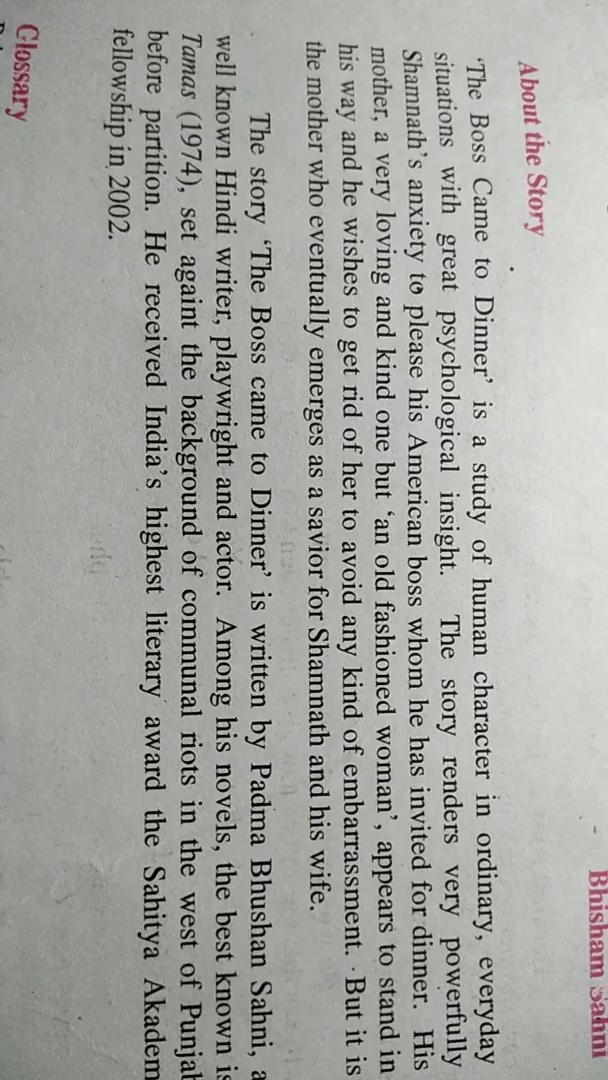 Bhisham Sahni
About the Story
'The Boss Came to Dinner' is a study of human character in ordinary, everyday
situations with great psychological insight. The story renders very powerfully
Shamnath's anxiety to please his American boss whom he has invited for dinner. His
mother, a very loving and kind one but 'an old fashioned woman', appears to stand in
his way and he wishes to get rid of her to avoid any kind of embarrassment. But it is
the mother who eventually emerges as a savior for Shamnath and his wife.
The story 'The Boss came to Dinner' is written by Padma Bhushan Sahni, a
well known Hindi writer, playwright and actor. Among his novels, the best known is
Tamas (1974), set againt the background of communal riots in the west of Punjab
before partition. He received India's highest literary award the Sahitya Akadem
fellowship in 2002.
Glossary